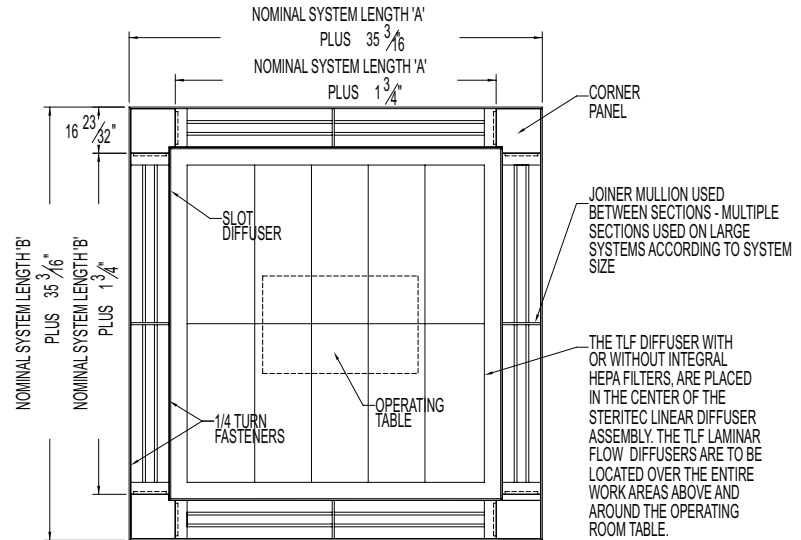 NOMINAL SYSTEM LENGTH 'A'
PLUS 35 3/16"
NOMINAL SYSTEM LENGTH 'A'
PLUS 1 3/4"
16 23/32"
CORNER
PANEL
JOINER MULLION USED
BETWEEN SECTIONS - MULTIPLE
SECTIONS USED ON LARGE
SYSTEMS ACCORDING TO SYSTEM
SIZE
SLOT
DIFFUSER
NOMINAL SYSTEM LENGTH 'B'
PLUS 35 3/16"
NOMINAL SYSTEM LENGTH 'B'
PLUS 1 3/4"
THE TLF DIFFUSER WITH
OR WITHOUT INTEGRAL
HEPA FILTERS, ARE PLACED
IN THE CENTER OF THE
STERITEC LINEAR DIFFUSER
ASSEMBLY. THE TLF LAMINAR
FLOW DIFFUSERS ARE TO BE
LOCATED OVER THE ENTIRE
WORK AREAS ABOVE AND
AROUND THE OPERATING
ROOM TABLE.
OPERATING
TABLE
1/4 TURN
FASTENERS